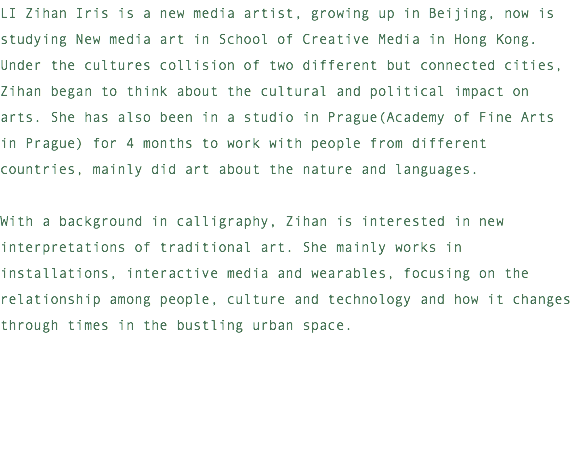 LI Zihan Iris is a new media artist, growing up in Beijing, now is
studying New media art in School of Creative Media in Hong Kong.
Under the cultures collision of two different but connected cities,
Zihan began to think about the cultural and political impact on
arts. She has also been in a studio in Prague(Academy of Fine Arts
in Prague) for 4 months to work with people from different
countries, mainly did art about the nature and languages.

With a background in calligraphy, Zihan is interested in new
interpretations of traditional art. She mainly works in
installations, interactive media and wearables, focusing on the
relationship among people, culture and technology and how it changes
through times in the bustling urban space.